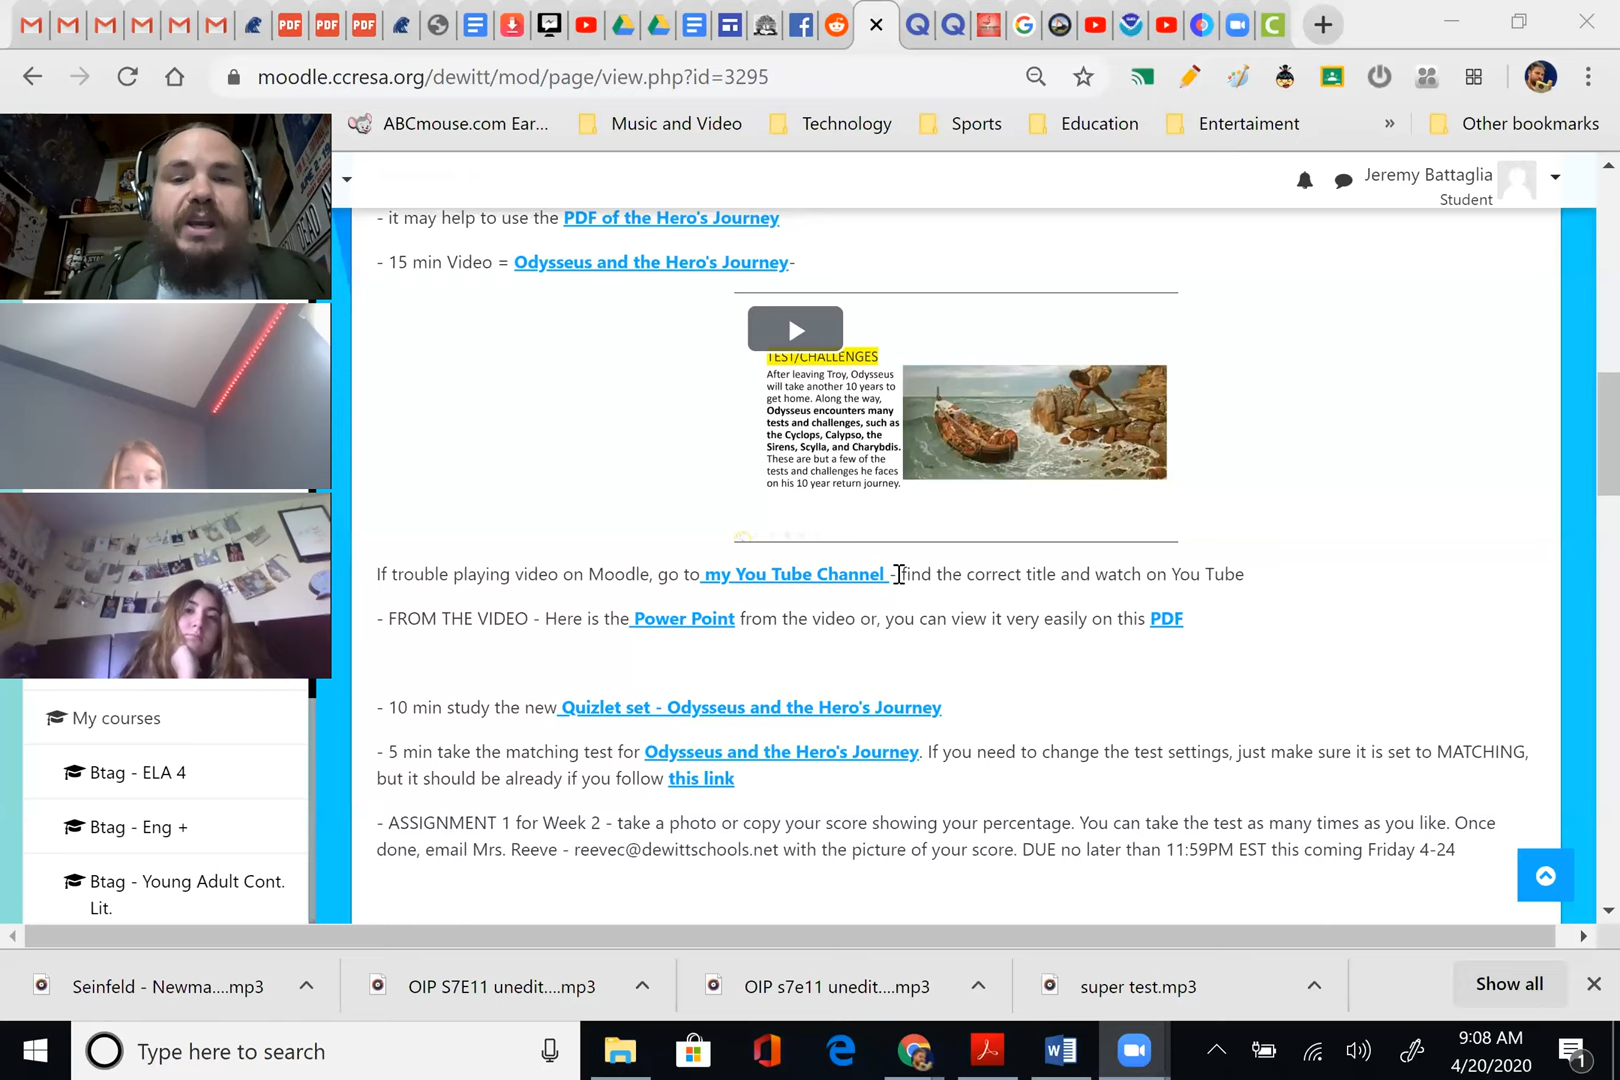 moodle.ccresa.org/dewitt/mod/page/view.php?id=3295
ABCmouse.com Ear... Music and Video Technology Sports Education Entertaiment » Other bookmarks
Jeremy Battaglia
Student
- it may help to use the PDF of the Hero's Journey
- 15 min Video = Odysseus and the Hero's Journey-
TEST/CHALLENGES
After leaving Troy, Odysseus
will take another 10 years to
get home. Along the way,
Odysseus encounters many
tests and challenges, such as
the Cyclops, Calypso, the
Sirens, Scylla, and Charybdis.
These are but a few of the
tests and challenges he faces
on his 10 year return journey.
If trouble playing video on Moodle, go to my You Tube Channel - find the correct title and watch on You Tube
- FROM THE VIDEO - Here is the Power Point from the video or, you can view it very easily on this PDF
- 10 min study the new Quizlet set - Odysseus and the Hero's Journey
- 5 min take the matching test for Odysseus and the Hero's Journey. If you need to change the test settings, just make sure it is set to MATCHING,
but it should be already if you follow this link
- ASSIGNMENT 1 for Week 2 - take a photo or copy your score showing your percentage. You can take the test as many times as you like. Once
done, email Mrs. Reeve - reevec@dewittschools.net with the picture of your score. DUE no later than 11:59PM EST this coming Friday 4-24
My courses
Btag - ELA 4
Btag - Eng +
Btag - Young Adult Cont.
Lit.
Seinfeld - Newma....mp3 OIP S7E11 unedit....mp3 OIP s7e11 unedit....mp3 super test.mp3 Show all
Type here to search
9:08 AM
4/20/2020
1